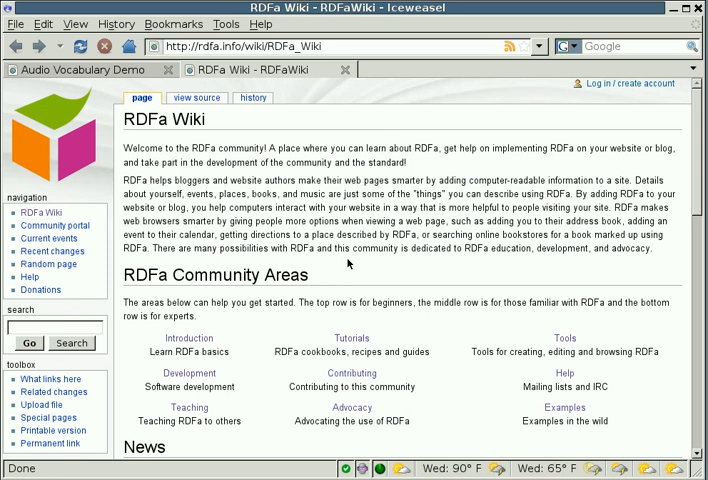 RDFa Wiki - RDFaWiki - Iceweasel
File Edit View History Bookmarks Tools Help
http://rdfa.info/wiki/RDFa_Wiki
G Google
Audio Vocabulary Demo
RDFa Wiki - RDFaWiki
Log in / create account
page view source history
RDFa Wiki
Welcome to the RDFa community! A place where you can learn about RDFa, get help on implementing RDFa on your website or blog,
and take part in the development of the community and the standard!
RDFa helps bloggers and website authors make their web pages smarter by adding computer-readable information to a site. Details
about yourself, events, places, books, and music are just some of the "things" you can describe using RDFa. By adding RDFa to your
website or blog, you help computers interact with your website in a way that is more helpful to people visiting your site. RDFa makes
web browsers smarter by giving people more options when viewing a web page, such as adding you to their address book, adding an
event to their calendar, getting directions to a place described by RDFa, or searching online bookstores for a book marked up using
RDFa. There are many possibilities with RDFa and this community is dedicated to RDFa education, development, and advocacy.
navigation
RDFa Wiki
Community portal
Current events
Recent changes
Random page
Help
Donations
search
Go Search
toolbox
What links here
Related changes
Upload file
Special pages
Printable version
Permanent link
RDFa Community Areas
The areas below can help you get started. The top row is for beginners, the middle row is for those familiar with RDFa and the bottom
row is for experts.
Introduction Tutorials Tools
Learn RDFa basics RDFa cookbooks, recipes and guides Tools for creating, editing and browsing RDFa
Development Contributing Help
Software development Contributing to this community Mailing lists and IRC
Teaching Advocacy Examples
Teaching RDFa to others Advocating the use of RDFa Examples in the wild
News
Done
Wed: 90° F Wed: 65° F